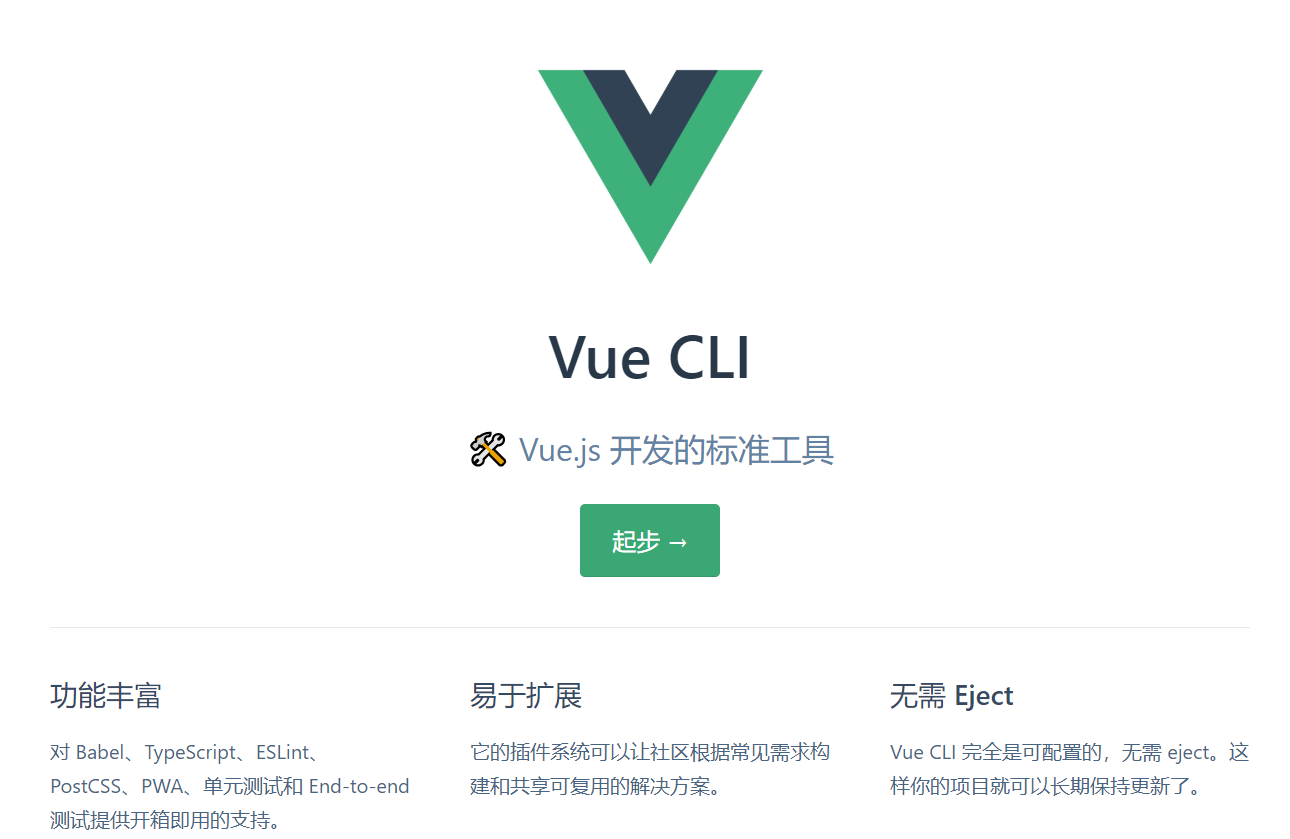 Vue CLI
🛠️ Vue.js 开发的标准工具
起步 →
功能丰富
对 Babel、TypeScript、ESLint、
PostCSS、PWA、单元测试和 End-to-end
测试提供开箱即用的支持。
易于扩展
它的插件系统可以让社区根据常见需求构
建和共享可复用的解决方案。
无需 Eject
Vue CLI 完全是可配置的，无需 eject。这
样你的项目就可以长期保持更新了。